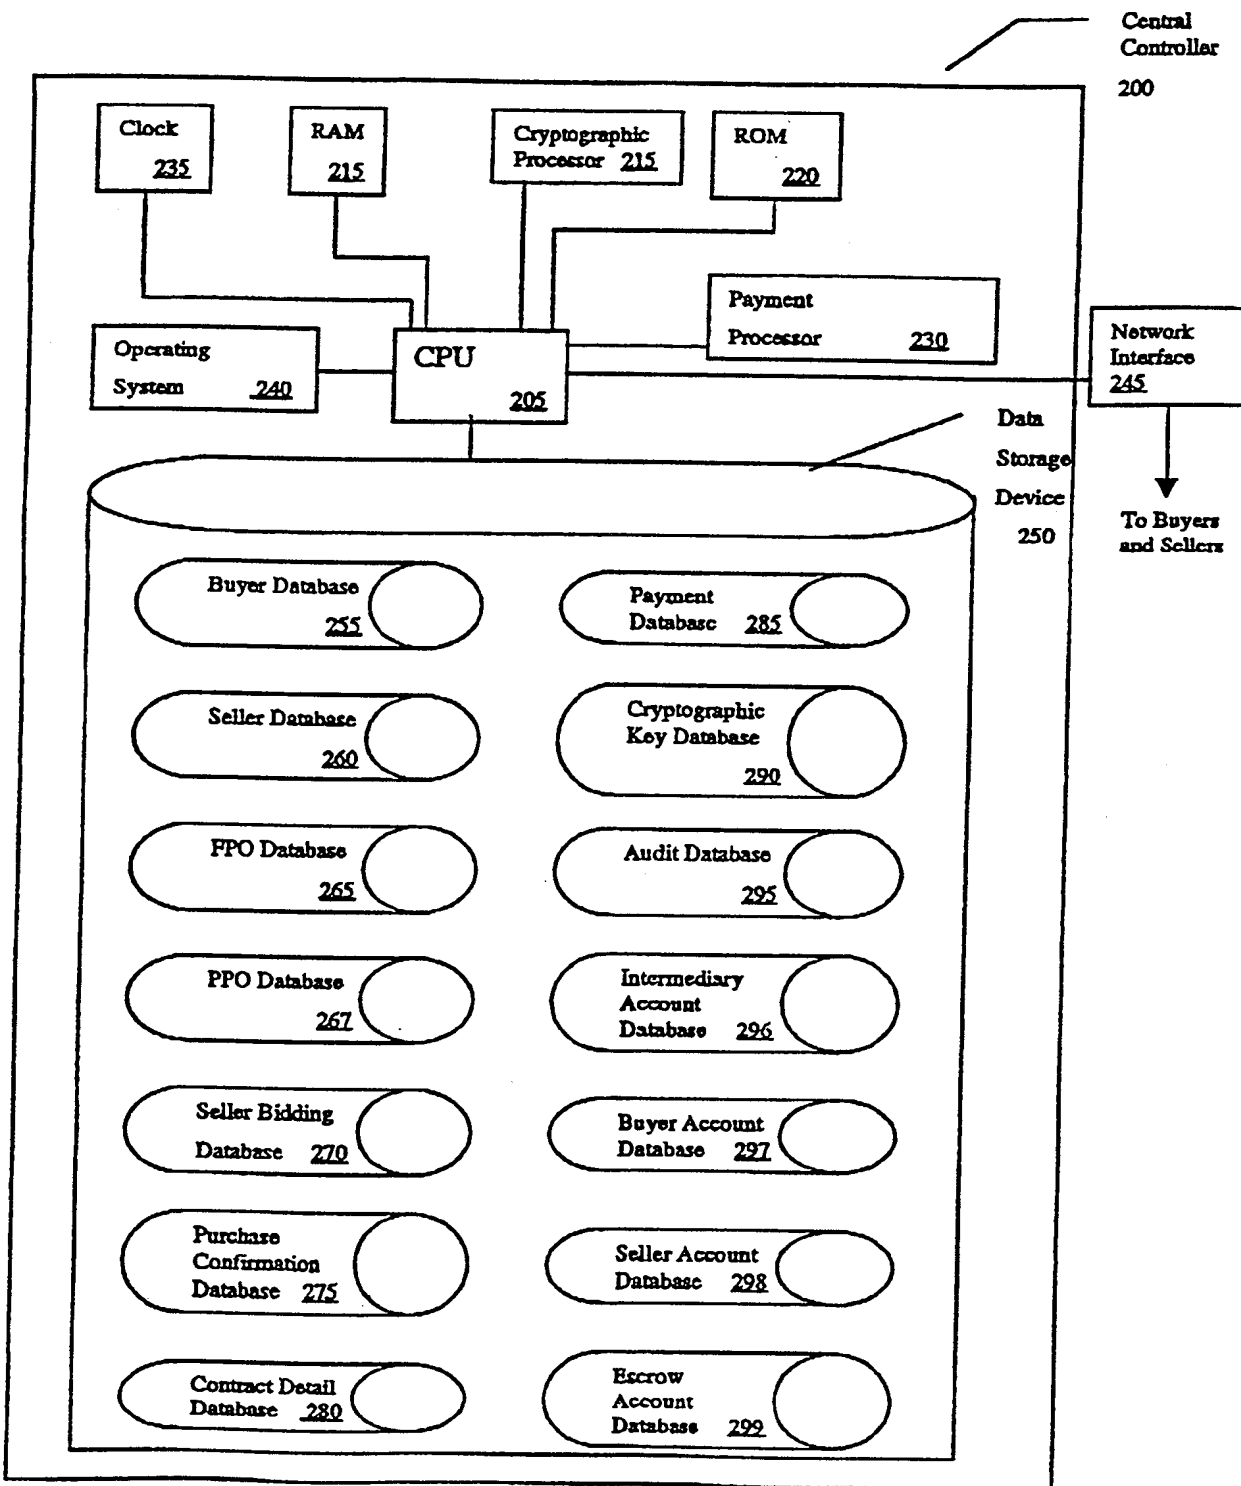 Central
Controller
200
Clock
235
RAM
215
Cryptographic
Processor 215
ROM
220
Payment
Processor 230
Operating
System 240
CPU
205
Network
Interface
245
Data
Storage
Device
250
To Buyers
and Sellers
Buyer Database
255
Payment
Database 285
Seller Database
260
Cryptographic
Key Database
290
FPO Database
265
Audit Database
295
PPO Database
267
Intermediary
Account
Database 296
Seller Bidding
Database 270
Buyer Account
Database 297
Purchase
Confirmation
Database 275
Seller Account
Database 298
Contract Detail
Database 280
Escrow
Account
Database 299